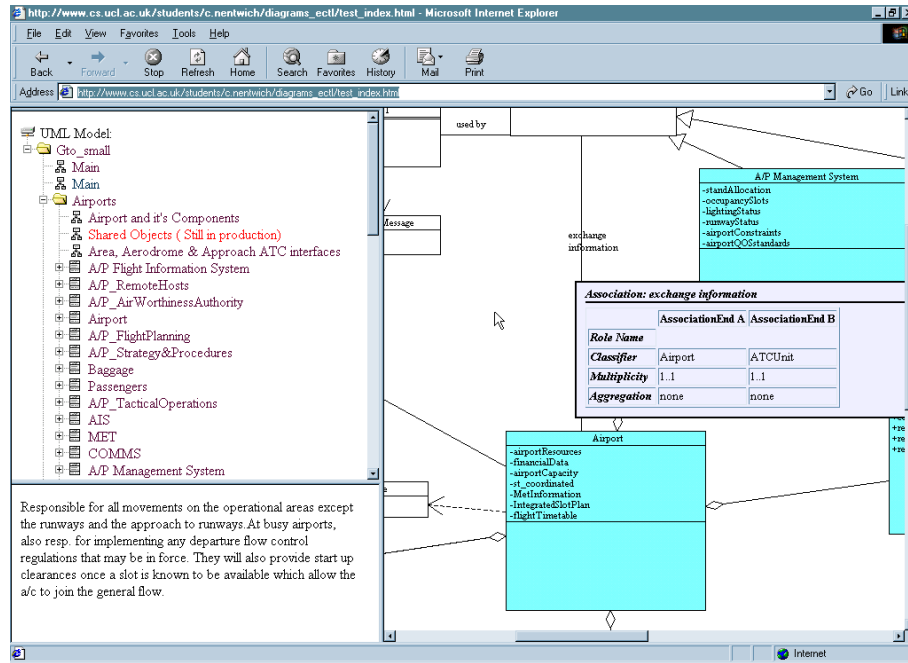 http://www.cs.ucl.ac.uk/students/c.nentwich/diagrams_ectl/test_index.html - Microsoft Internet Explorer
File Edit View Favorites Tools Help
Back Forward Stop Refresh Home Search Favorites History Mail Print
Address http://www.cs.ucl.ac.uk/students/c.nentwich/diagrams_ectl/test_index.html Go Link
UML Model:
Gto_small
Main
Main
Airports
Airport and it's Components
Shared Objects ( Still in production)
Area, Aerodrome & Approach ATC interfaces
A/P Flight Information System
A/P_RemoteHosts
A/P_AirWorthinessAuthority
Airport
A/P_FlightPlanning
A/P_Strategy&Procedures
Baggage
Passengers
A/P_TacticalOperations
AIS
MET
COMMS
A/P Management System
Responsible for all movements on the operational areas except
the runways and the approach to runways.At busy airports,
also resp. for implementing any departure flow control
regulations that may be in force. They will also provide start up
clearances once a slot is known to be available which allow the
a/c to join the general flow.
used by
Message
exchange
information
A/P Management System
-standAllocation
-occupancySlots
-lightingStatus
-runwayStatus
-airportConstraints
-airportQOSstandards
Association: exchange information
AssociationEnd A AssociationEnd B
Role Name
Classifier Airport ATCUnit
Multiplicity 1..1 1..1
Aggregation none none
+re
+re
Airport
-airportResources
-financialData
-airportCapacity
-st_coordinated
-MetInformation
-IntegratedSlotPlan
-flightTimetable
Internet